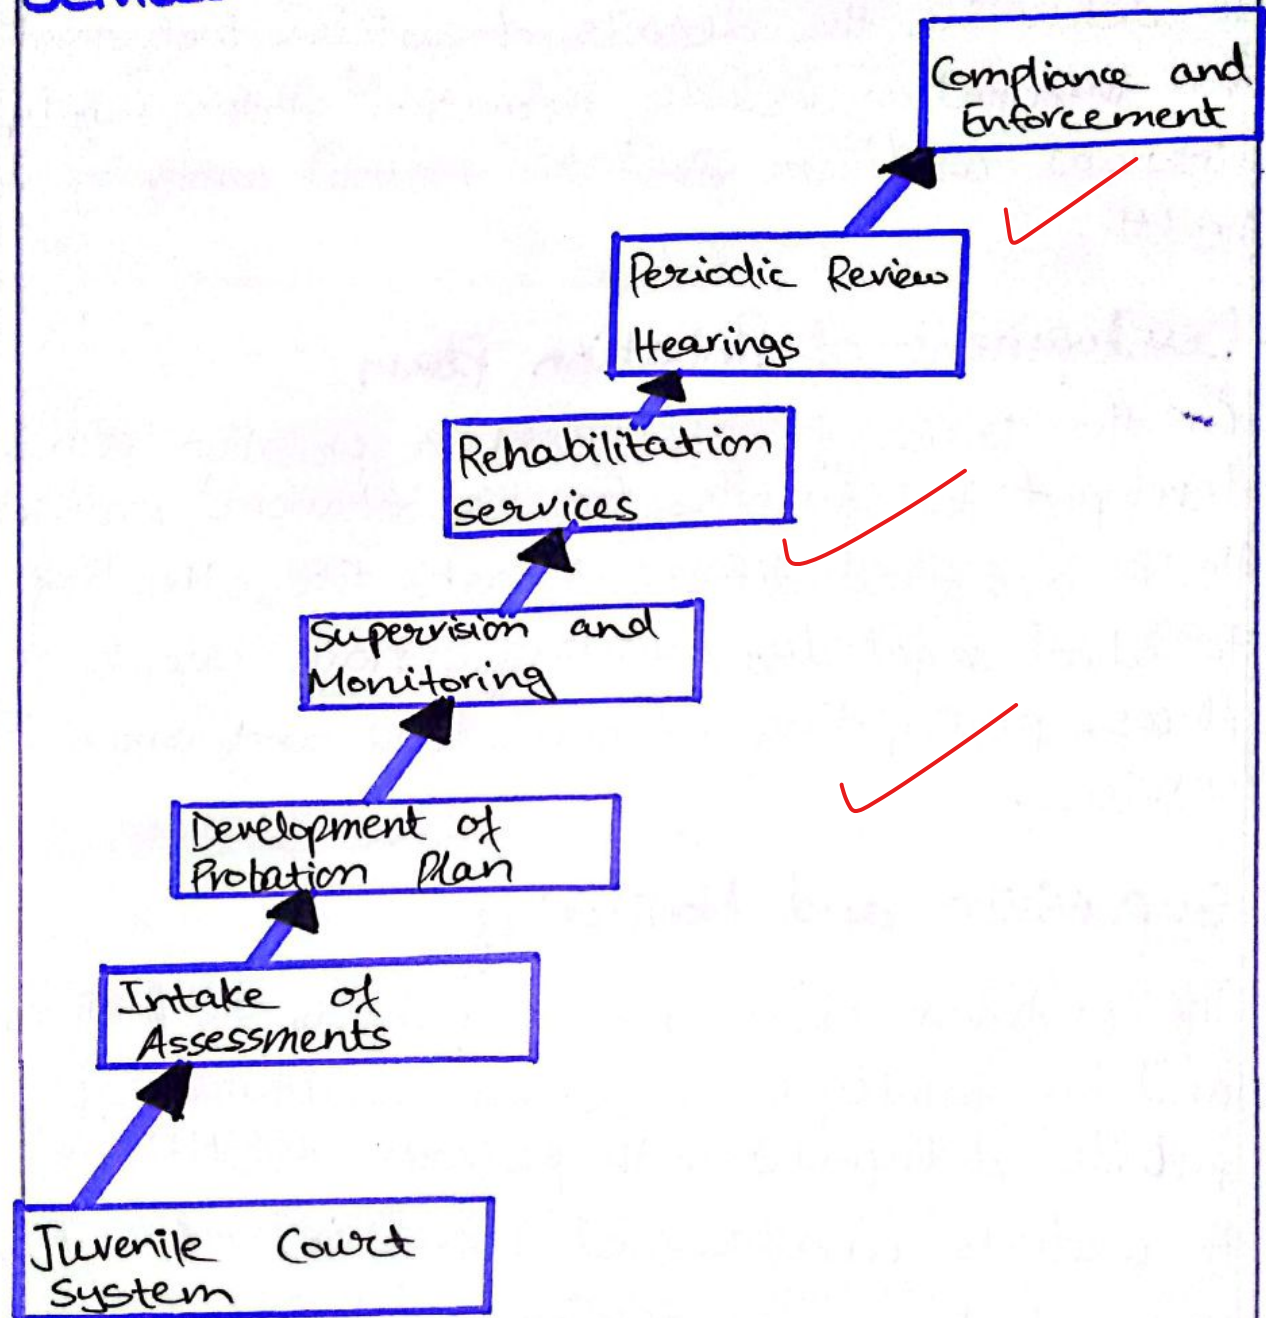 Compliance and
Enforcement
Periodic Review
Hearings
Rehabilitation
services
Supervision and
Monitoring
Development of
Probation Plan
Intake of
Assessments
Juvenile Court
System